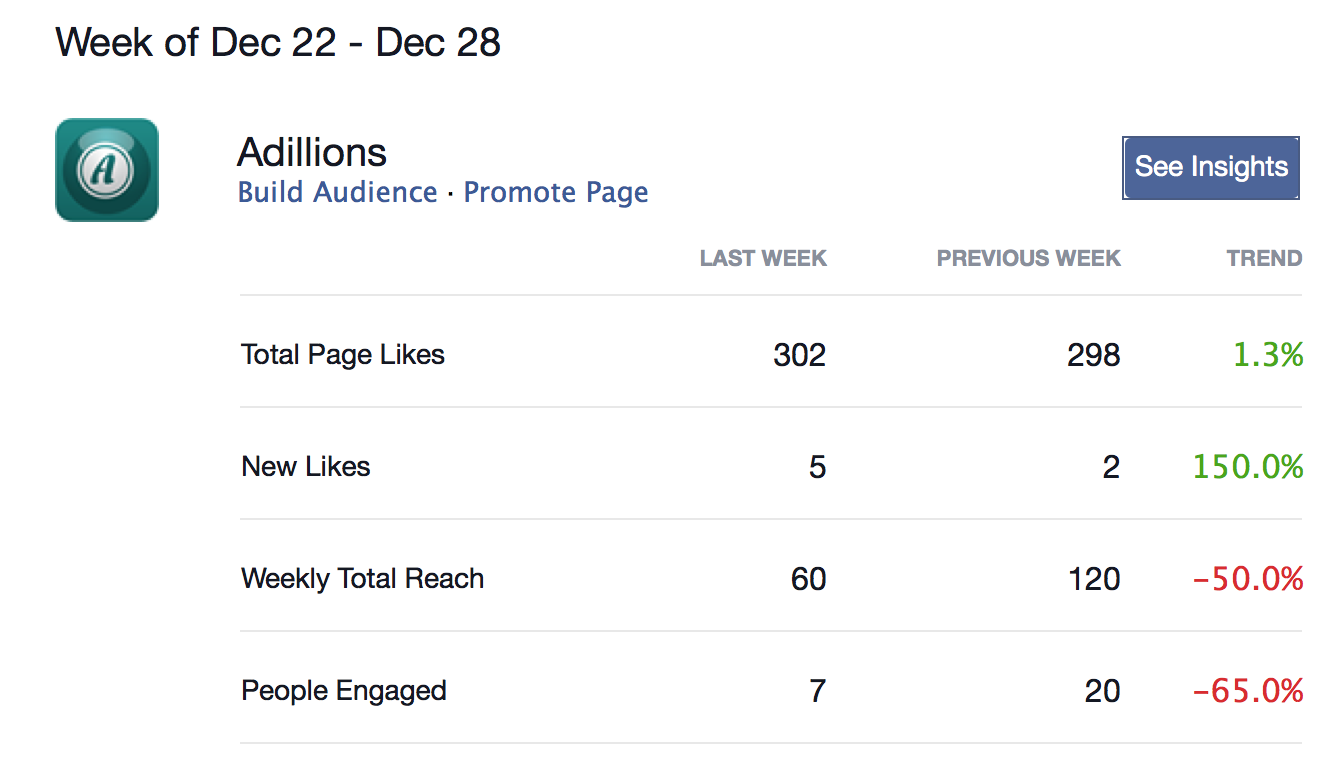 Week of Dec 22 - Dec 28
A
Adillions
See Insights
Build Audience · Promote Page
LAST WEEK PREVIOUS WEEK TREND
Total Page Likes 302 298 1.3%
New Likes 5 2 150.0%
Weekly Total Reach 60 120 −50.0%
People Engaged 7 20 −65.0%